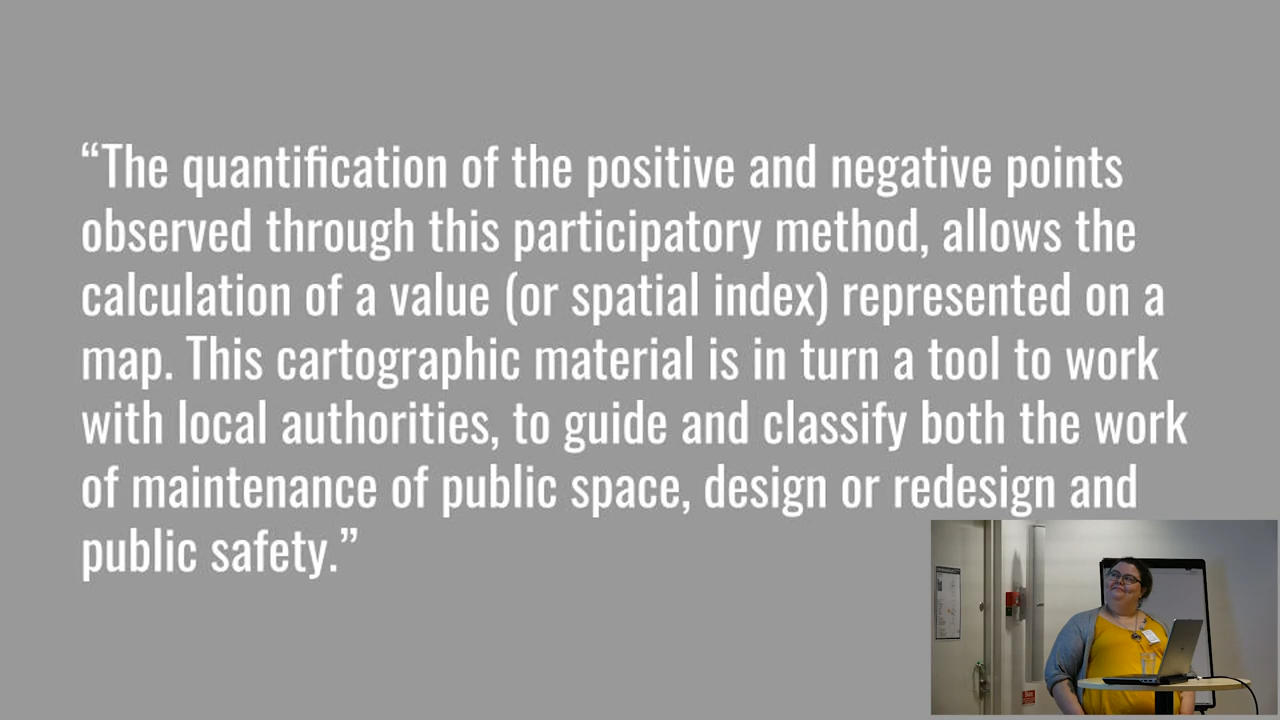 “The quantification of the positive and negative points
observed through this participatory method, allows the
calculation of a value (or spatial index) represented on a
map. This cartographic material is in turn a tool to work
with local authorities, to guide and classify both the work
of maintenance of public space, design or redesign and
public safety.”